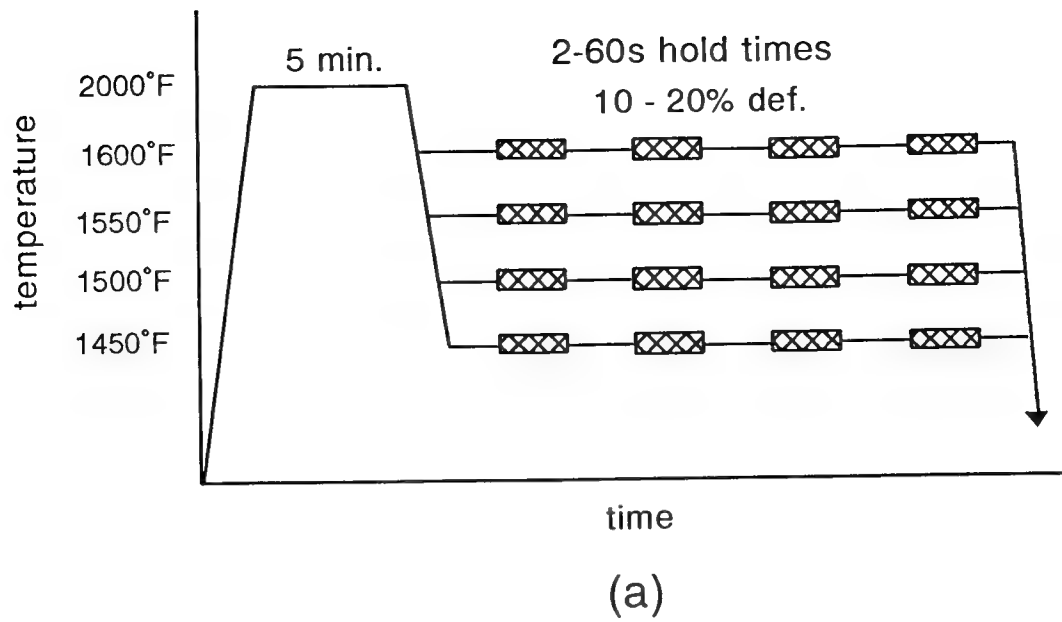 5 min.
2-60s hold times
10 - 20% def.
2000°F
1600°F
1550°F
1500°F
1450°F
temperature
time
(a)